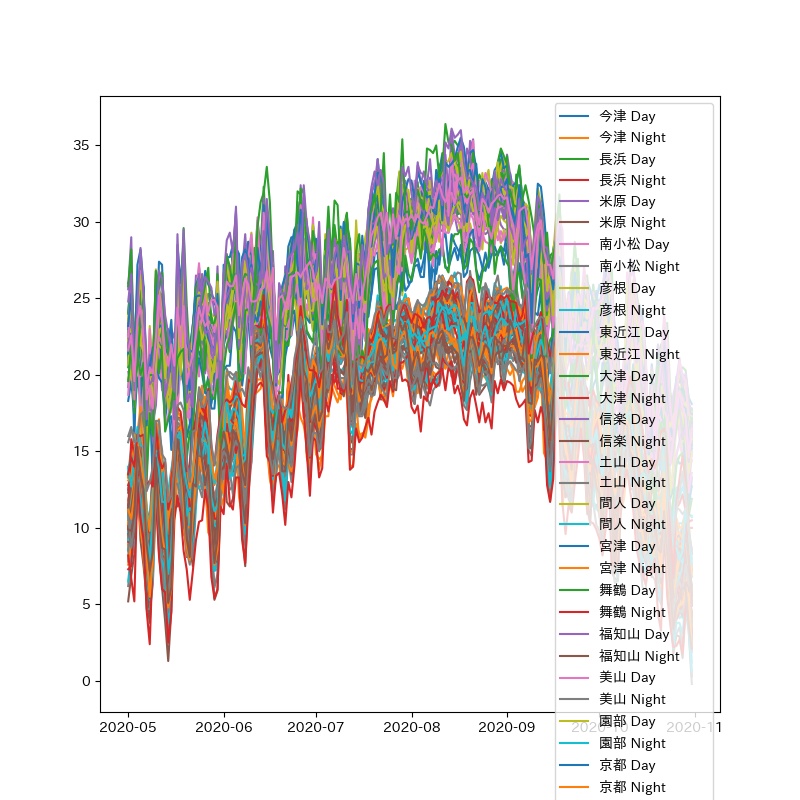 35
30
25
20
15
10
5
0
2020-05
2020-06
2020-07
2020-08
2020-09
2020-10
2020-11
今津 Day
今津 Night
長浜 Day
長浜 Night
米原 Day
米原 Night
南小松 Day
南小松 Night
彦根 Day
彦根 Night
東近江 Day
東近江 Night
大津 Day
大津 Night
信楽 Day
信楽 Night
土山 Day
土山 Night
間人 Day
間人 Night
宮津 Day
宮津 Night
舞鶴 Day
舞鶴 Night
福知山 Day
福知山 Night
美山 Day
美山 Night
園部 Day
園部 Night
京都 Day
京都 Night